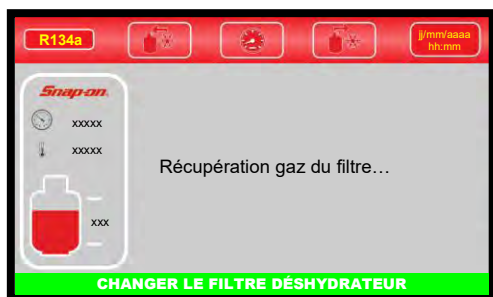 R134a
jj/mm/aaaa
hh:mm
Snap-on
xxxxx
xxxxx
xxx
Récupération gaz du filtre…
CHANGER LE FILTRE DÉSHYDRATEUR